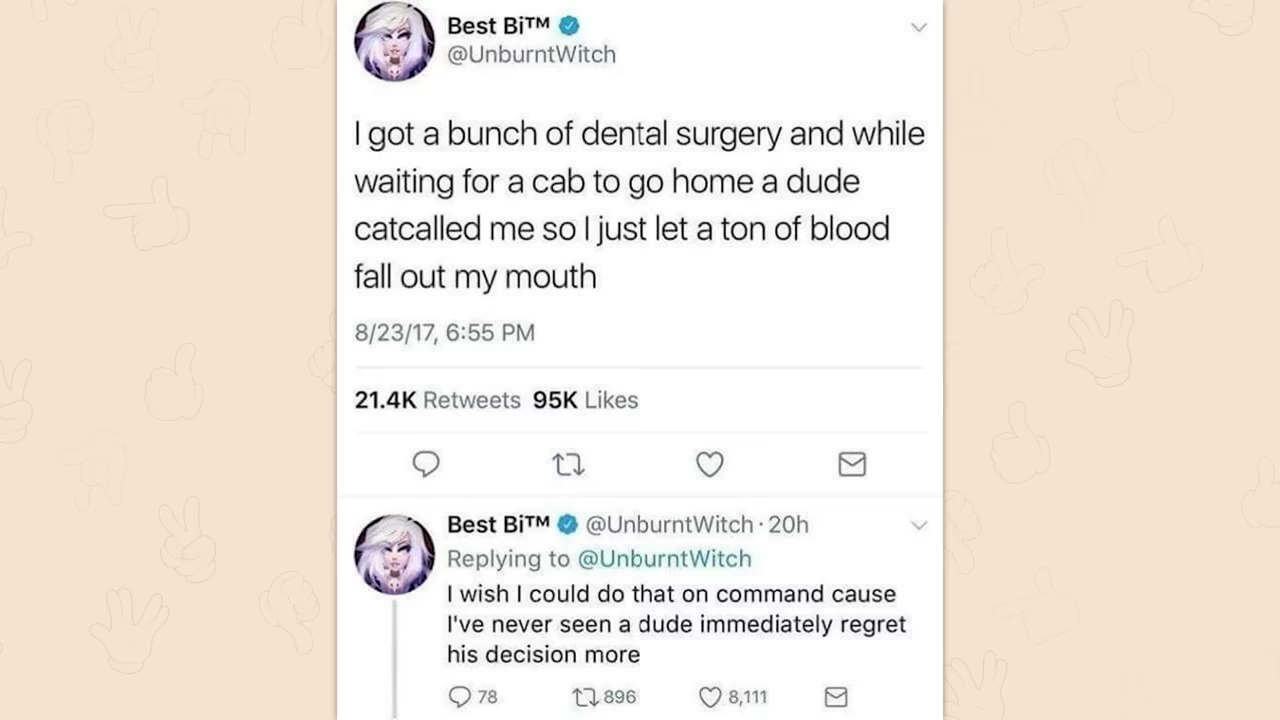 Best Bi™
@UnburntWitch
I got a bunch of dental surgery and while
waiting for a cab to go home a dude
catcalled me so I just let a ton of blood
fall out my mouth
8/23/17, 6:55 PM
21.4K Retweets 95K Likes
Best Bi™ @UnburntWitch · 20h
Replying to @UnburntWitch
I wish I could do that on command cause
I've never seen a dude immediately regret
his decision more
78 896 8,111